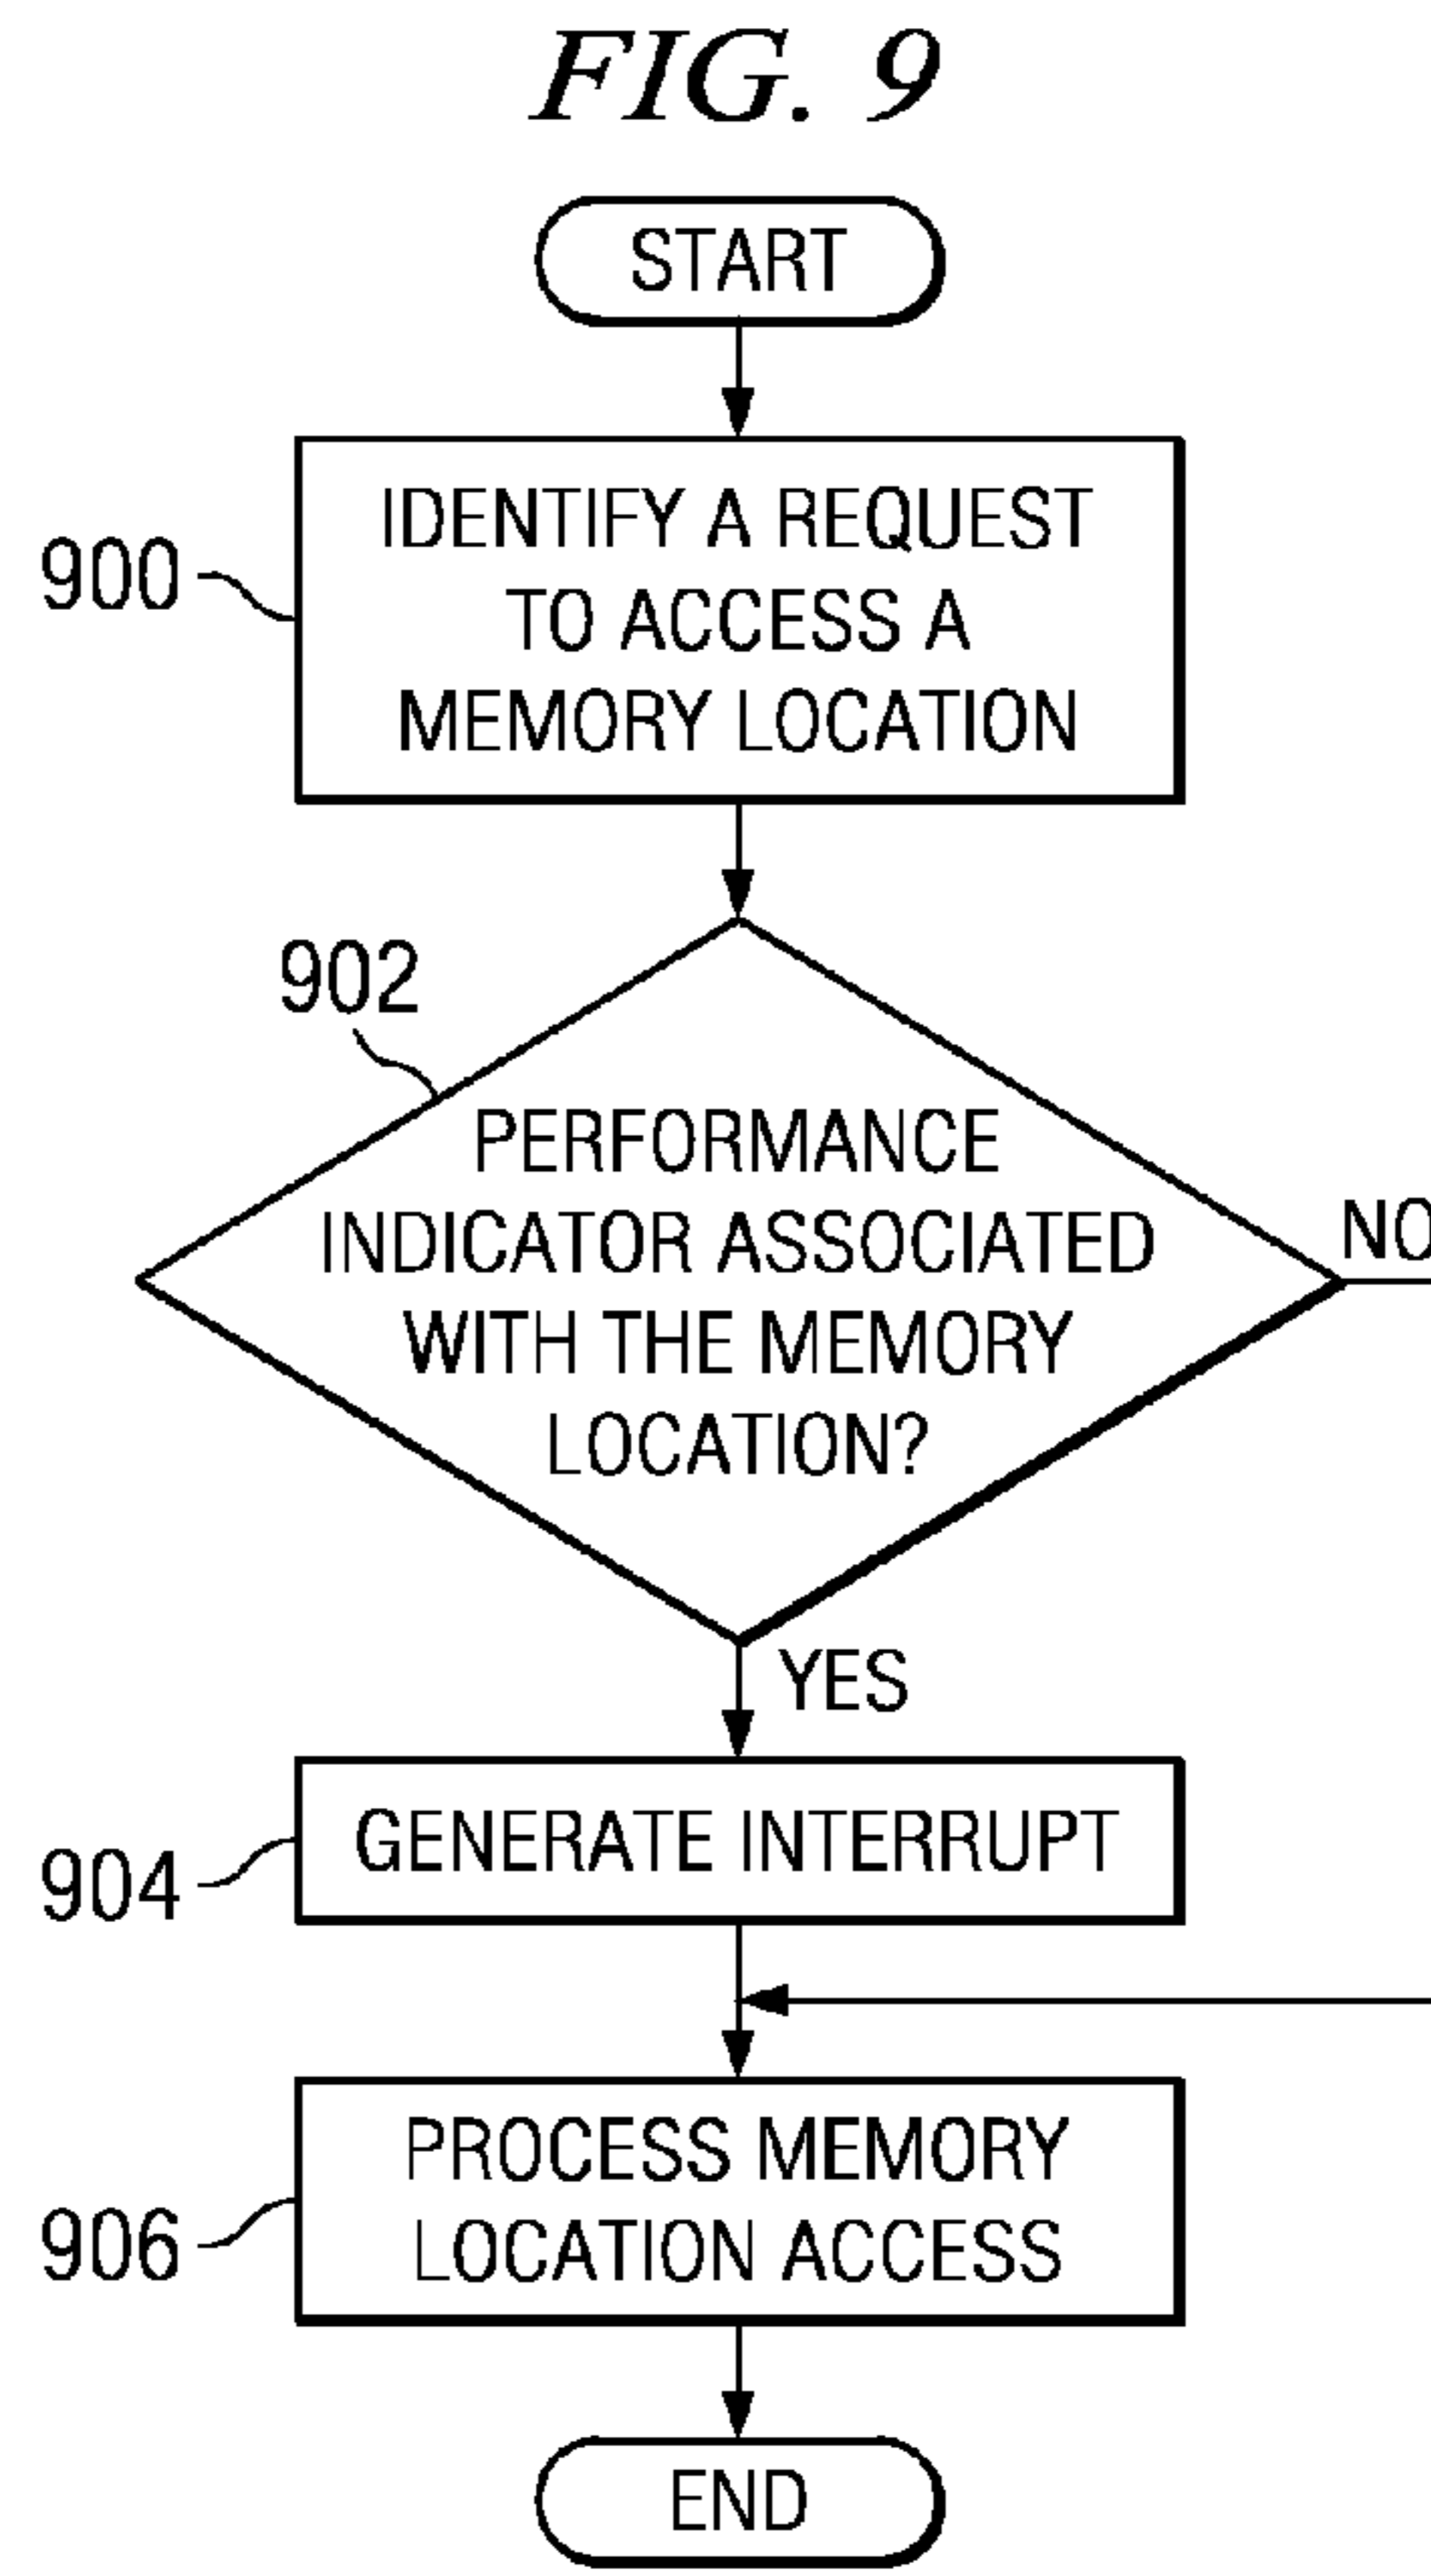 FIG. 9
START
900
IDENTIFY A REQUEST
TO ACCESS A
MEMORY LOCATION
902
PERFORMANCE
INDICATOR ASSOCIATED
WITH THE MEMORY
LOCATION?
NO
YES
904
GENERATE INTERRUPT
906
PROCESS MEMORY
LOCATION ACCESS
END